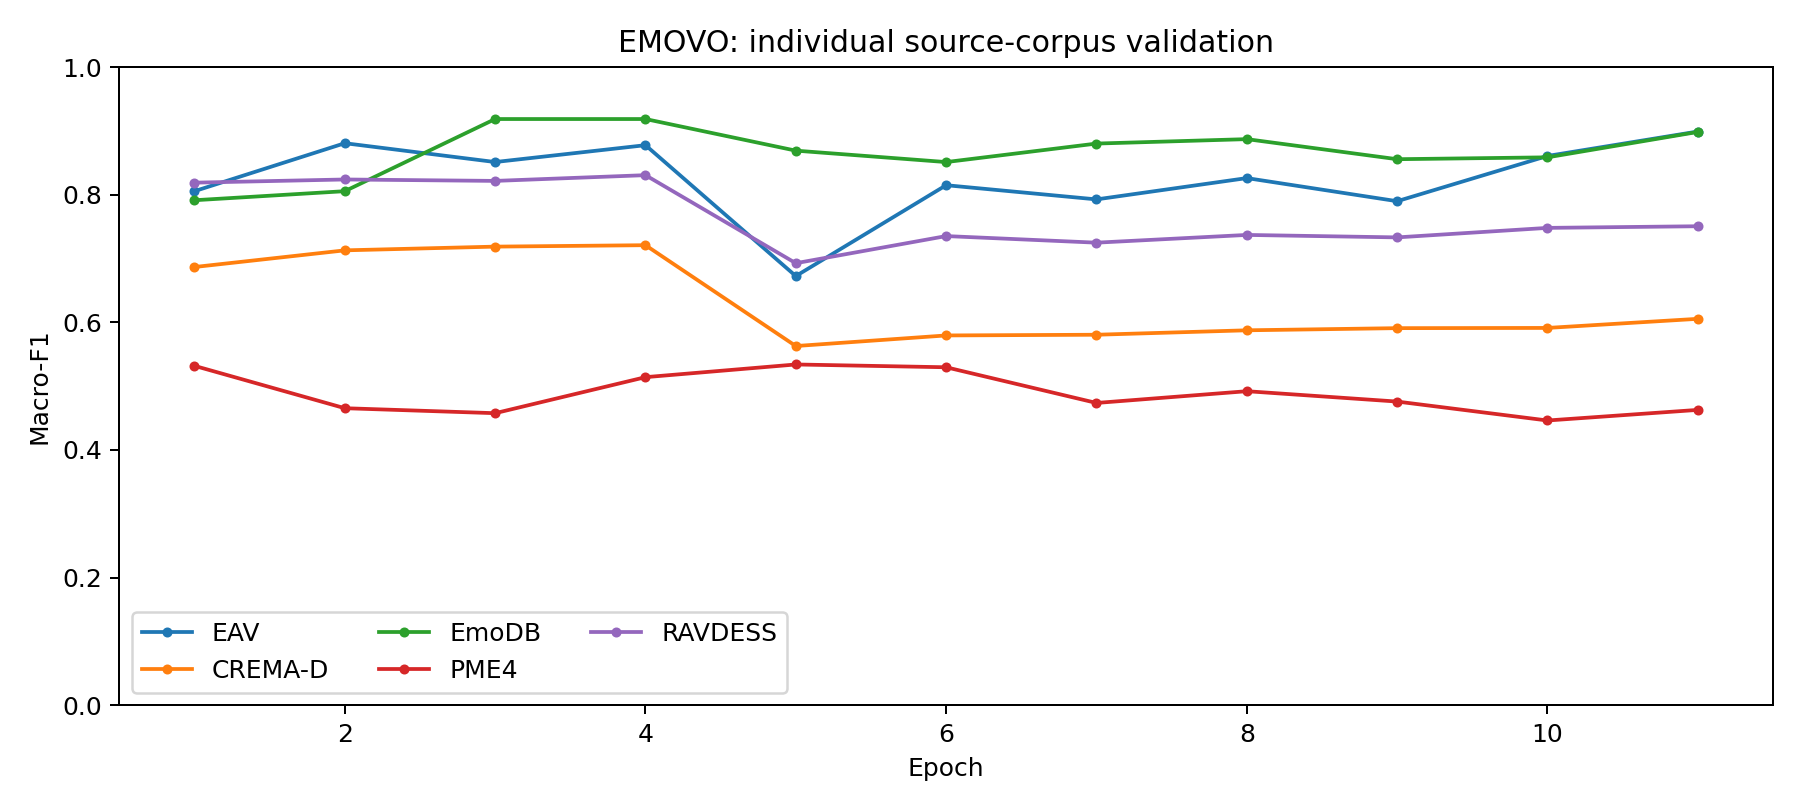 EMOVO: individual source-corpus validation
1.0
0.8
0.6
0.4
0.2
0.0
Macro-F1
EAV EmoDB RAVDESS
CREMA-D PME4
2 4 6 8 10
Epoch